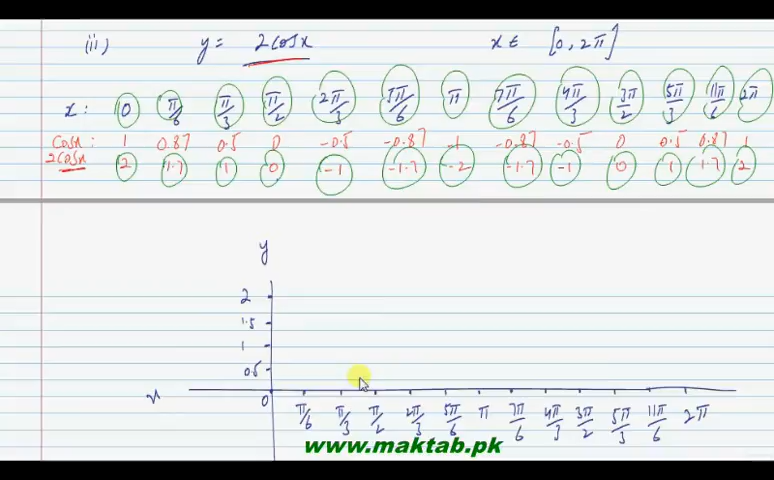 (ii) y = 2cosx x ∈ [0, 2π]
x: 0 π/6 π/3 π/2 2π/3 5π/6 π 7π/6 4π/3 3π/2 5π/3 11π/6 2π
cosx: 1 0.87 0.5 0 -0.5 -0.87 -1 -0.87 -0.5 0 0.5 0.87 1
2cosx 2 1.7 1 0 -1 -1.7 -2 -1.7 -1 0 1 1.7 2
y
2
1.5
1
0.5
x 0 π/6 π/3 π/2 2π/3 5π/6 π 7π/6 4π/3 3π/2 5π/3 11π/6 2π
www.maktab.pk